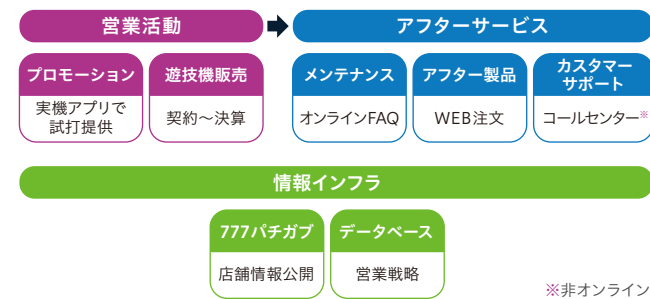 営業活動
アフターサービス
プロモーション
実機アプリで
試打提供
遊技機販売
契約～決算
メンテナンス
オンラインFAQ
アフター製品
WEB注文
カスタマー
サポート
コールセンター※
情報インフラ
777パチガブ
店舗情報公開
データベース
営業戦略
※非オンライン